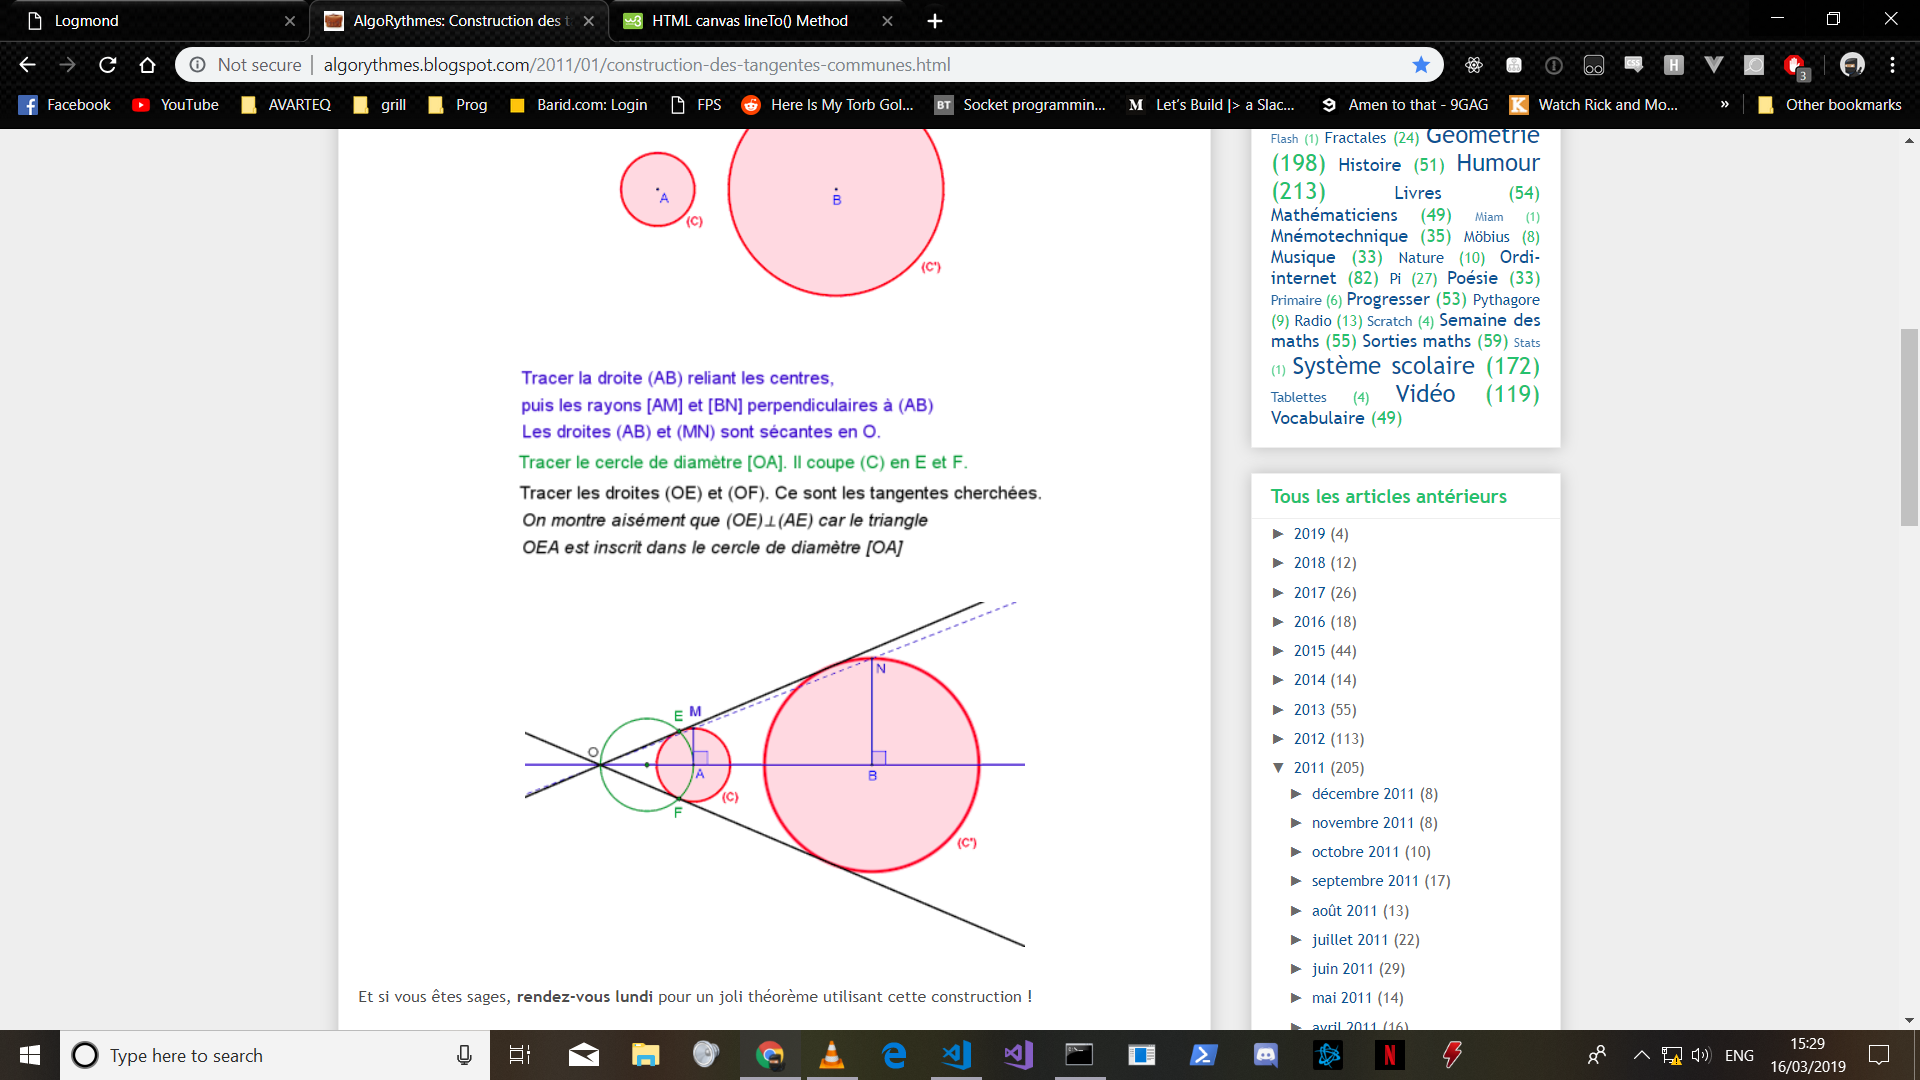 Logmond
AlgoRythmes: Construction des t
HTML canvas lineTo() Method
Not secure
algorythmes.blogspot.com/2011/01/construction-des-tangentes-communes.html
CSS
H
3
Facebook
YouTube
AVARTEQ
grill
Prog
Barid.com: Login
FPS
Here Is My Torb Gol...
BT Socket programmin...
M Let's Build |> a Slac...
Amen to that - 9GAG
K Watch Rick and Mo...
»
Other bookmarks
A
(C)
B
(C')
Tracer la droite (AB) reliant les centres,
puis les rayons [AM] et [BN] perpendiculaires à (AB)
Les droites (AB) et (MN) sont sécantes en O.
Tracer le cercle de diamètre [OA]. Il coupe (C) en E et F.
Tracer les droites (OE) et (OF). Ce sont les tangentes cherchées.
On montre aisément que (OE)⊥(AE) car le triangle
OEA est inscrit dans le cercle de diamètre [OA]
N
E M
O
A
B
(C)
F
(C')
Et si vous êtes sages, rendez-vous lundi pour un joli théorème utilisant cette construction !
Flash (1) Fractales (24) Géométrie
(198) Histoire (51) Humour
(213) Livres (54)
Mathématiciens (49) Miam (1)
Mnémotechnique (35) Möbius (8)
Musique (33) Nature (10) Ordi-
internet (82) Pi (27) Poésie (33)
Primaire (6) Progresser (53) Pythagore
(9) Radio (13) Scratch (4) Semaine des
maths (55) Sorties maths (59) Stats
(1) Système scolaire (172)
Tablettes (4) Vidéo (119)
Vocabulaire (49)
Tous les articles antérieurs
► 2019 (4)
► 2018 (12)
► 2017 (26)
► 2016 (18)
► 2015 (44)
► 2014 (14)
► 2013 (55)
► 2012 (113)
▼ 2011 (205)
► décembre 2011 (8)
► novembre 2011 (8)
► octobre 2011 (10)
► septembre 2011 (17)
► août 2011 (13)
► juillet 2011 (22)
► juin 2011 (29)
► mai 2011 (14)
► avril 2011 (16)
Type here to search
N
ENG
15:29
16/03/2019